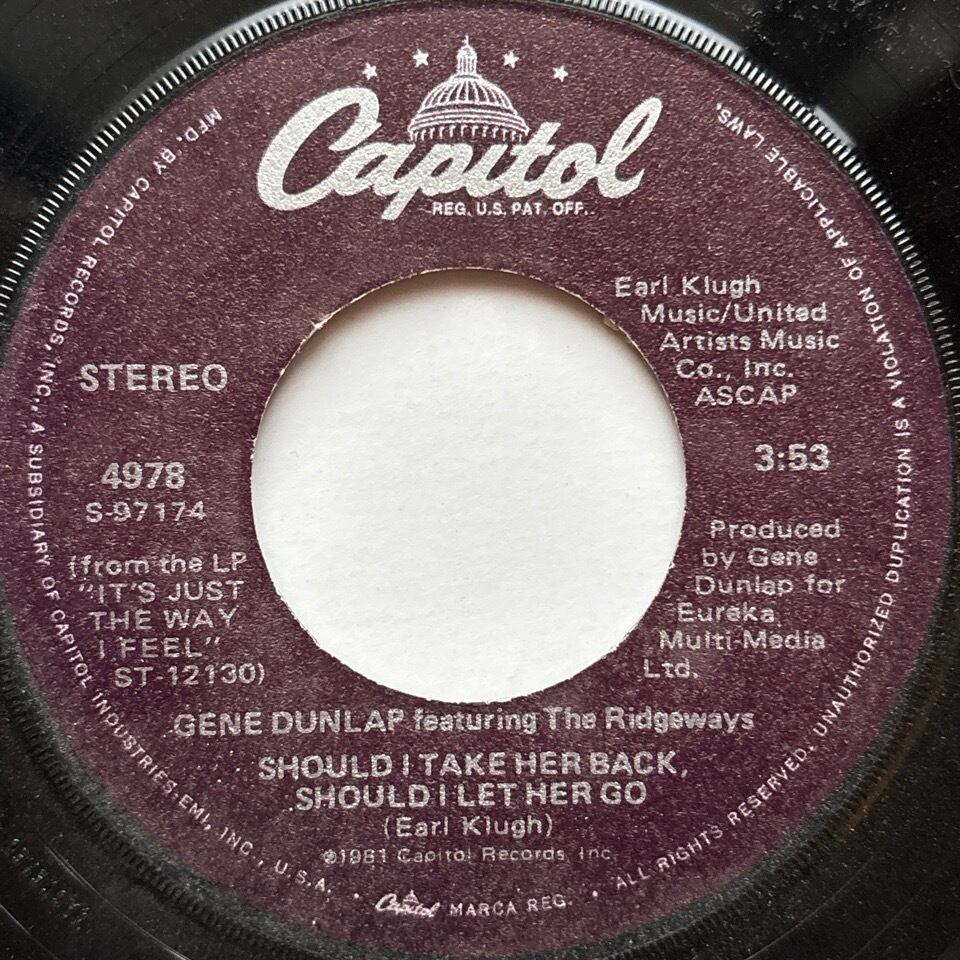 Capitol
REG. U.S. PAT. OFF.
Earl Klugh
Music/United
Artists Music
Co., Inc.
ASCAP
STEREO
3:53
4978
S-97174
(from the LP
"IT'S JUST
THE WAY
I FEEL"
ST-12130)
Produced
by Gene
Dunlap for
Eureka
Multi-Media
Ltd.
GENE DUNLAP featuring The Ridgeways
SHOULD I TAKE HER BACK,
SHOULD I LET HER GO
(Earl Klugh)
℗1981 Capitol Records, Inc.
MFD. BY CAPITOL RECORDS, INC., A SUBSIDIARY OF CAPITOL INDUSTRIES-EMI, INC., U.S.A. • Capitol MARCA REG. • ALL RIGHTS RESERVED. UNAUTHORIZED DUPLICATION IS A VIOLATION OF APPLICABLE LAWS.